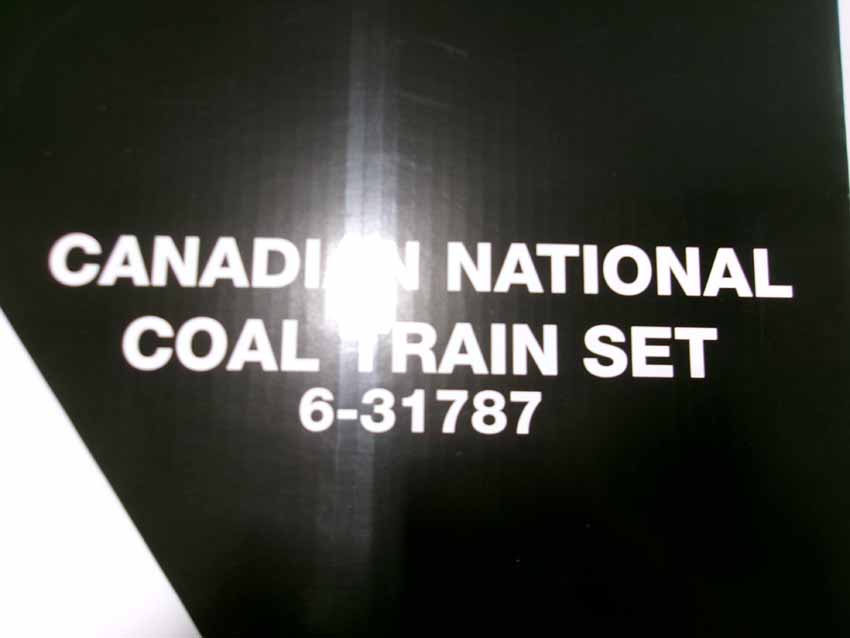 CANADIAN NATIONAL
COAL TRAIN SET
6-31787